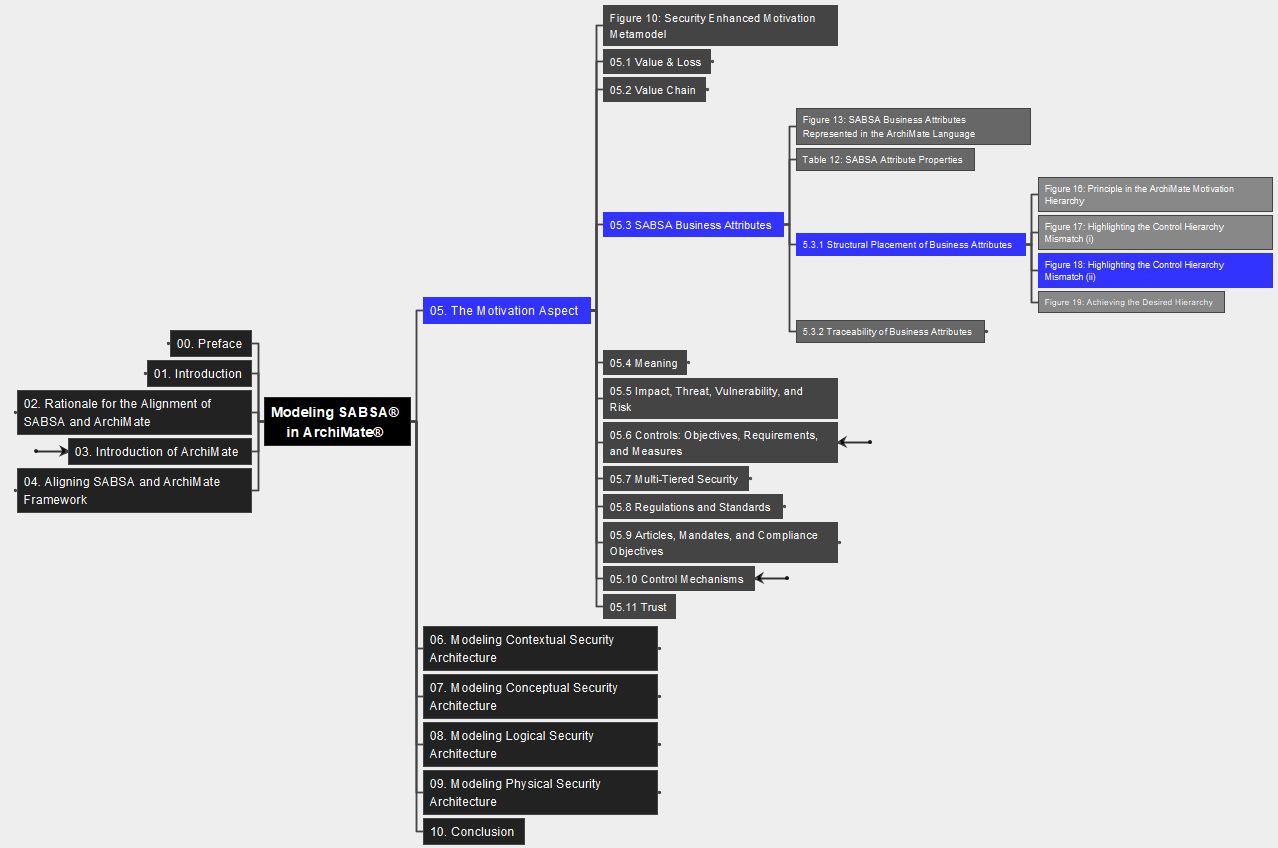 Modeling SABSA®
in ArchiMate®
00. Preface
01. Introduction
02. Rationale for the Alignment of
SABSA and ArchiMate
03. Introduction of ArchiMate
04. Aligning SABSA and ArchiMate
Framework
05. The Motivation Aspect
Figure 10: Security Enhanced Motivation
Metamodel
05.1 Value & Loss
05.2 Value Chain
05.3 SABSA Business Attributes
Figure 13: SABSA Business Attributes
Represented in the ArchiMate Language
Table 12: SABSA Attribute Properties
5.3.1 Structural Placement of Business Attributes
Figure 16: Principle in the ArchiMate Motivation
Hierarchy
Figure 17: Highlighting the Control Hierarchy
Mismatch (i)
Figure 18: Highlighting the Control Hierarchy
Mismatch (ii)
Figure 19: Achieving the Desired Hierarchy
5.3.2 Traceability of Business Attributes
05.4 Meaning
05.5 Impact, Threat, Vulnerability, and
Risk
05.6 Controls: Objectives, Requirements,
and Measures
05.7 Multi-Tiered Security
05.8 Regulations and Standards
05.9 Articles, Mandates, and Compliance
Objectives
05.10 Control Mechanisms
05.11 Trust
06. Modeling Contextual Security
Architecture
07. Modeling Conceptual Security
Architecture
08. Modeling Logical Security
Architecture
09. Modeling Physical Security
Architecture
10. Conclusion